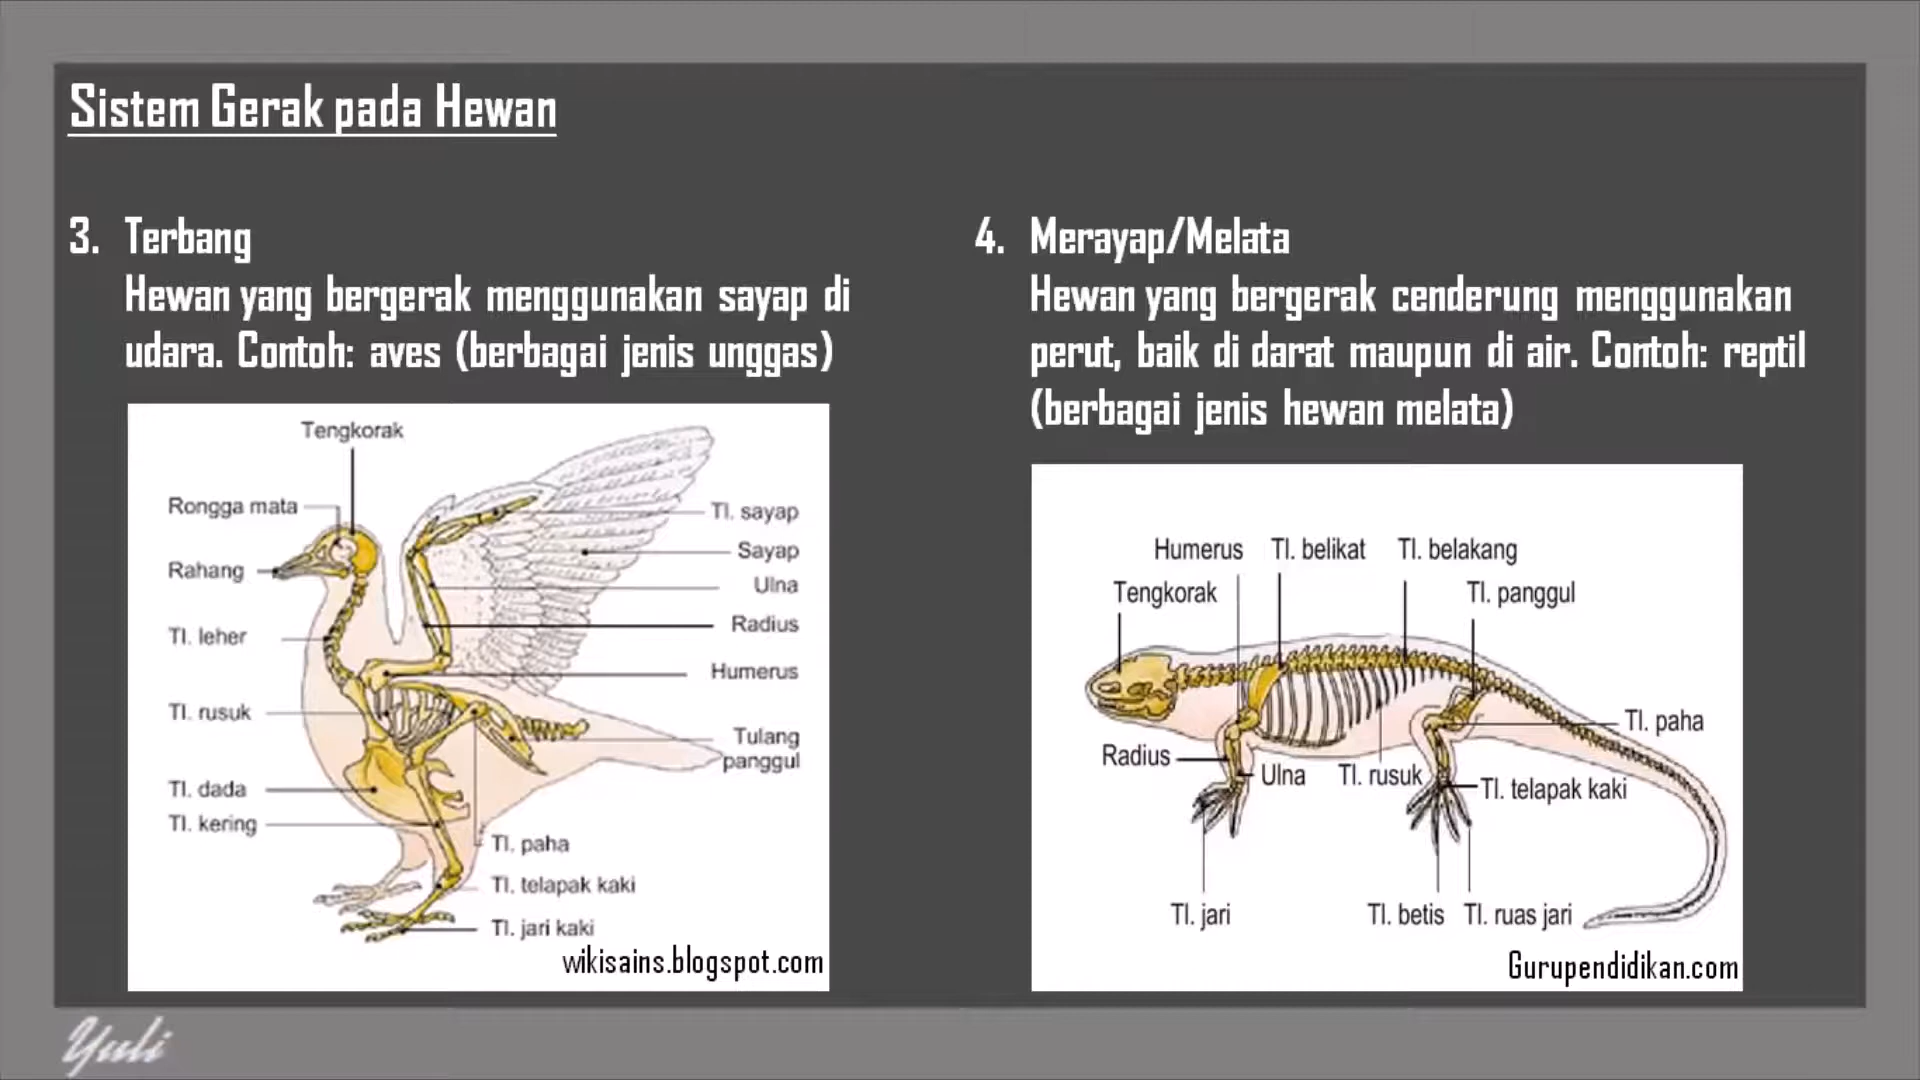 Sistem Gerak pada Hewan
3. Terbang
Hewan yang bergerak menggunakan sayap di
udara. Contoh: aves (berbagai jenis unggas)
Tengkorak
Rongga mata
Rahang
Tl. leher
Tl. rusuk
Tl. dada
Tl. kering
Tl. sayap
Sayap
Ulna
Radius
Humerus
Tulang
panggul
Tl. paha
Tl. telapak kaki
Tl. jari kaki
wikisains.blogspot.com
4. Merayap/Melata
Hewan yang bergerak cenderung menggunakan
perut, baik di darat maupun di air. Contoh: reptil
(berbagai jenis hewan melata)
Humerus
Tl. belikat
Tl. belakang
Tengkorak
Tl. panggul
Tl. paha
Radius
Ulna
Tl. rusuk
Tl. telapak kaki
Tl. jari
Tl. betis
Tl. ruas jari
Gurupendidikan.com
Yuli